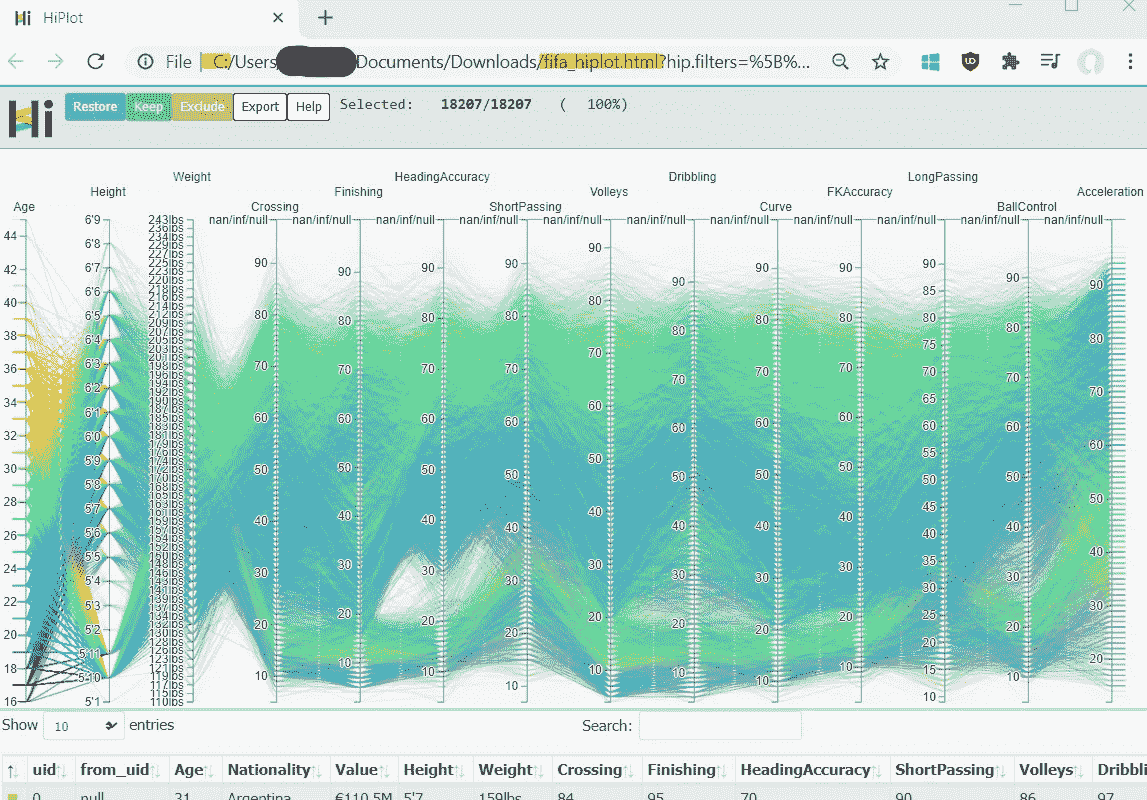 HiPlot
File C:/Users Documents/Downloads/fifa_hiplot.html?hip.filters=%5B%...
Hi Restore Keep Exclude Export Help Selected: 18207/18207 ( 100%)
Weight HeadingAccuracy Dribbling LongPassing
Height Finishing Volleys FKAccuracy Acceleration
Age Crossing ShortPassing Curve BallControl
nan/inf/null nan/inf/null nan/inf/null nan/inf/null nan/inf/null nan/inf/null nan/inf/null nan/inf/null nan/inf/null nan/inf/null nan/inf/null
44 42 40 38 36 34 32 30 28 26 24 22 20 18 16
6'9 6'8 6'7 6'6 6'5 6'4 6'3 6'2 6'1 6'0 5'9 5'8 5'7 5'6 5'5 5'4 5'3 5'2 5'11 5'10 5'1
243lbs 236lbs 234lbs 229lbs 227lbs 225lbs 223lbs 220lbs 218lbs 216lbs 214lbs 212lbs 209lbs 207lbs 205lbs 203lbs 201lbs 198lbs 196lbs 194lbs 192lbs 190lbs 187lbs 185lbs 183lbs 181lbs 179lbs 176lbs 174lbs 172lbs 170lbs 168lbs 165lbs 163lbs 161lbs 159lbs 157lbs 154lbs 152lbs 150lbs 148lbs 146lbs 143lbs 141lbs 139lbs 137lbs 134lbs 132lbs 130lbs 128lbs 126lbs 123lbs 121lbs 119lbs 117lbs 115lbs 110lbs
90 80 70 60 50 40 30 20 10
90 80 70 60 50 40 30 20 10
90 80 70 60 50 40 30 20 10
90 80 70 60 50 40 30 20 10
90 80 70 60 50 40 30 20 10
90 80 70 60 50 40 30 20 10
90 80 70 60 50 40 30 20 10
90 80 70 60 50 40 30 20 10
90 85 80 75 70 65 60 55 50 45 40 35 30 25 20 15 10
90 80 70 60 50 40 30 20 10
90 80 70 60 50 40 30 20
Show 10 entries Search:
uid from_uid Age Nationality Value Height Weight Crossing Finishing HeadingAccuracy ShortPassing Volleys Dribbli
0 null 31 Argentina €110.5M 5'7 159lbs 84 95 70 90 86 97